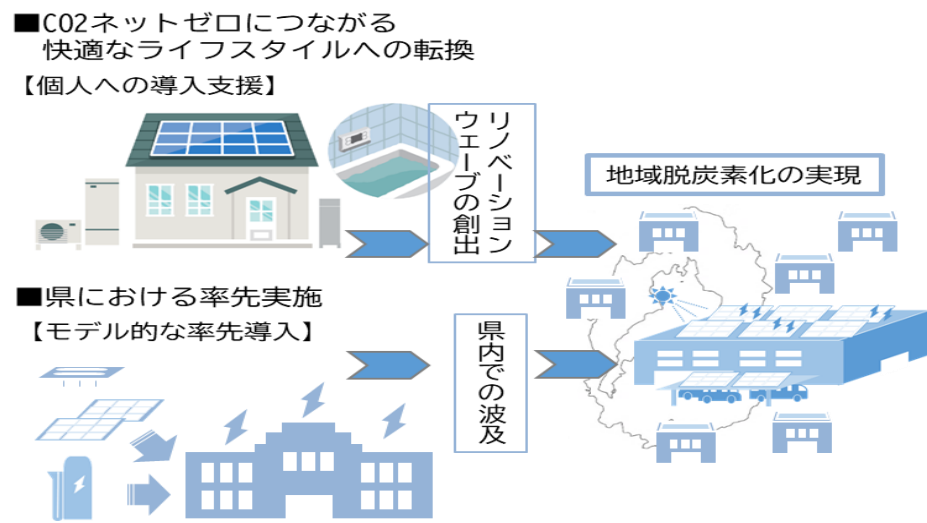 ■CO2ネットゼロにつながる
快適なライフスタイルへの転換
【個人への導入支援】
リノベーション
ウェーブの創出
地域脱炭素化の実現
■県における率先実施
【モデル的な率先導入】
県内での波及